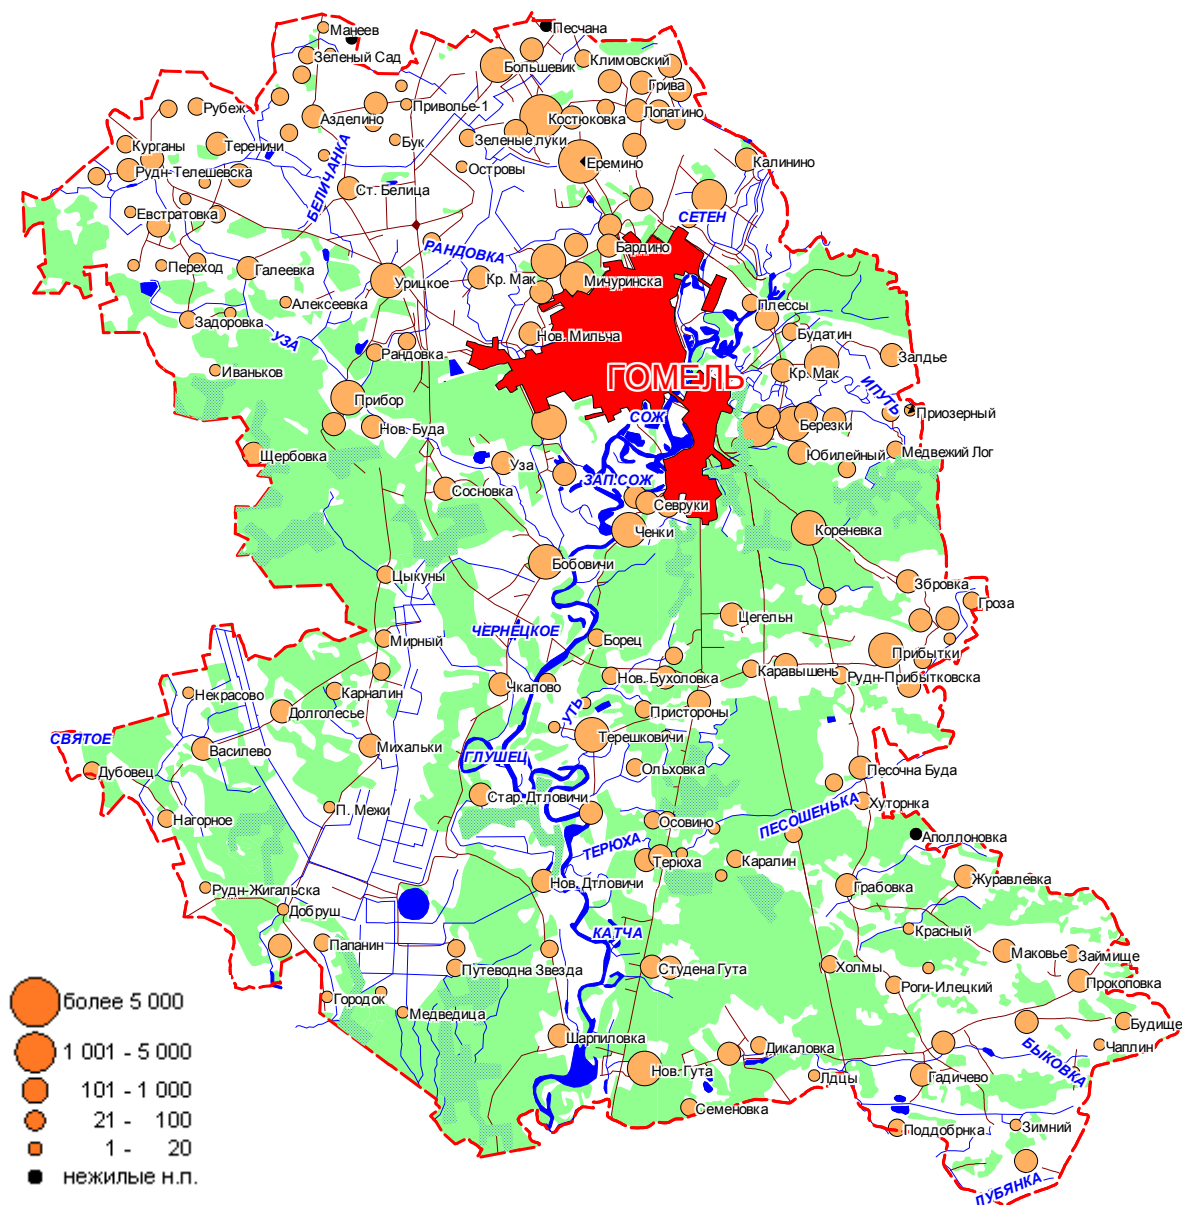 Манеев
Песчана
Зеленый Сад
Большевик
Климовский
Грива
Рубеж
Азделино
Приволье-1
Костюковка
Лопатино
Курганы
Тереничи
БЕЛИЧАНКА
Бук
Зеленые луки
Еремино
Калинино
Рудн-Телешевска
Ст. Белица
Островы
Евстратовка
СЕТЕН
РАНДОВКА
Бардино
Переход
Галеевка
Урицкое
Кр. Мак
Мичуринска
Алексеевка
Плессы
Задоровка
УЗА
Нов. Мильча
Будатин
Рандовка
Залдье
Иваньков
ГОМЕЛЬ
Кр. Мак
ИПУТЬ
Прибор
СОЖ
Приозерный
Нов. Буда
Березки
Щербовка
Уза
Юбилейный
Медвежий Лог
Сосновка
ЗАП.СОЖ
Севруки
Ченки
Кореневка
Бобовичи
Цыкуны
Збровка
Гроза
Щегельн
ЧЕРНЕЦКОЕ
Мирный
Борец
Прибытки
Каравышень
Рудн-Прибытковска
Некрасово
Карналин
Чкалово
Нов. Бухоловка
Долголесье
УТЬ
Пристороны
СВЯТОЕ
Василево
Михальки
Терешковичи
ГЛУШЕЦ
Дубовец
Ольховка
Песочна Буда
Стар. Дтловичи
П. Межи
Хуторнка
ПЕСОШЕНЬКА
Нагорное
Осовино
Аполлоновка
ТЕРЮХА
Терюха
Каралин
Рудн-Жигальска
Нов. Дтловичи
Грабовка
Журавлевка
Добруш
КАТЧА
Красный
Папанин
Маковье
Займище
Путеводна Звезда
Студена Гута
Холмы
Прокоповка
Роги-Илецкий
Городок
более 5 000
Медведица
Будище
Шарпиловка
Дикаловка
Чаплин
1 001 - 5 000
БЫКОВКА
Нов. Гута
Лдцы
Гадичево
101 - 1 000
Семеновка
21 - 100
Поддобрнка
Зимний
1 - 20
нежилые н.п.
ЛУБЯНКА